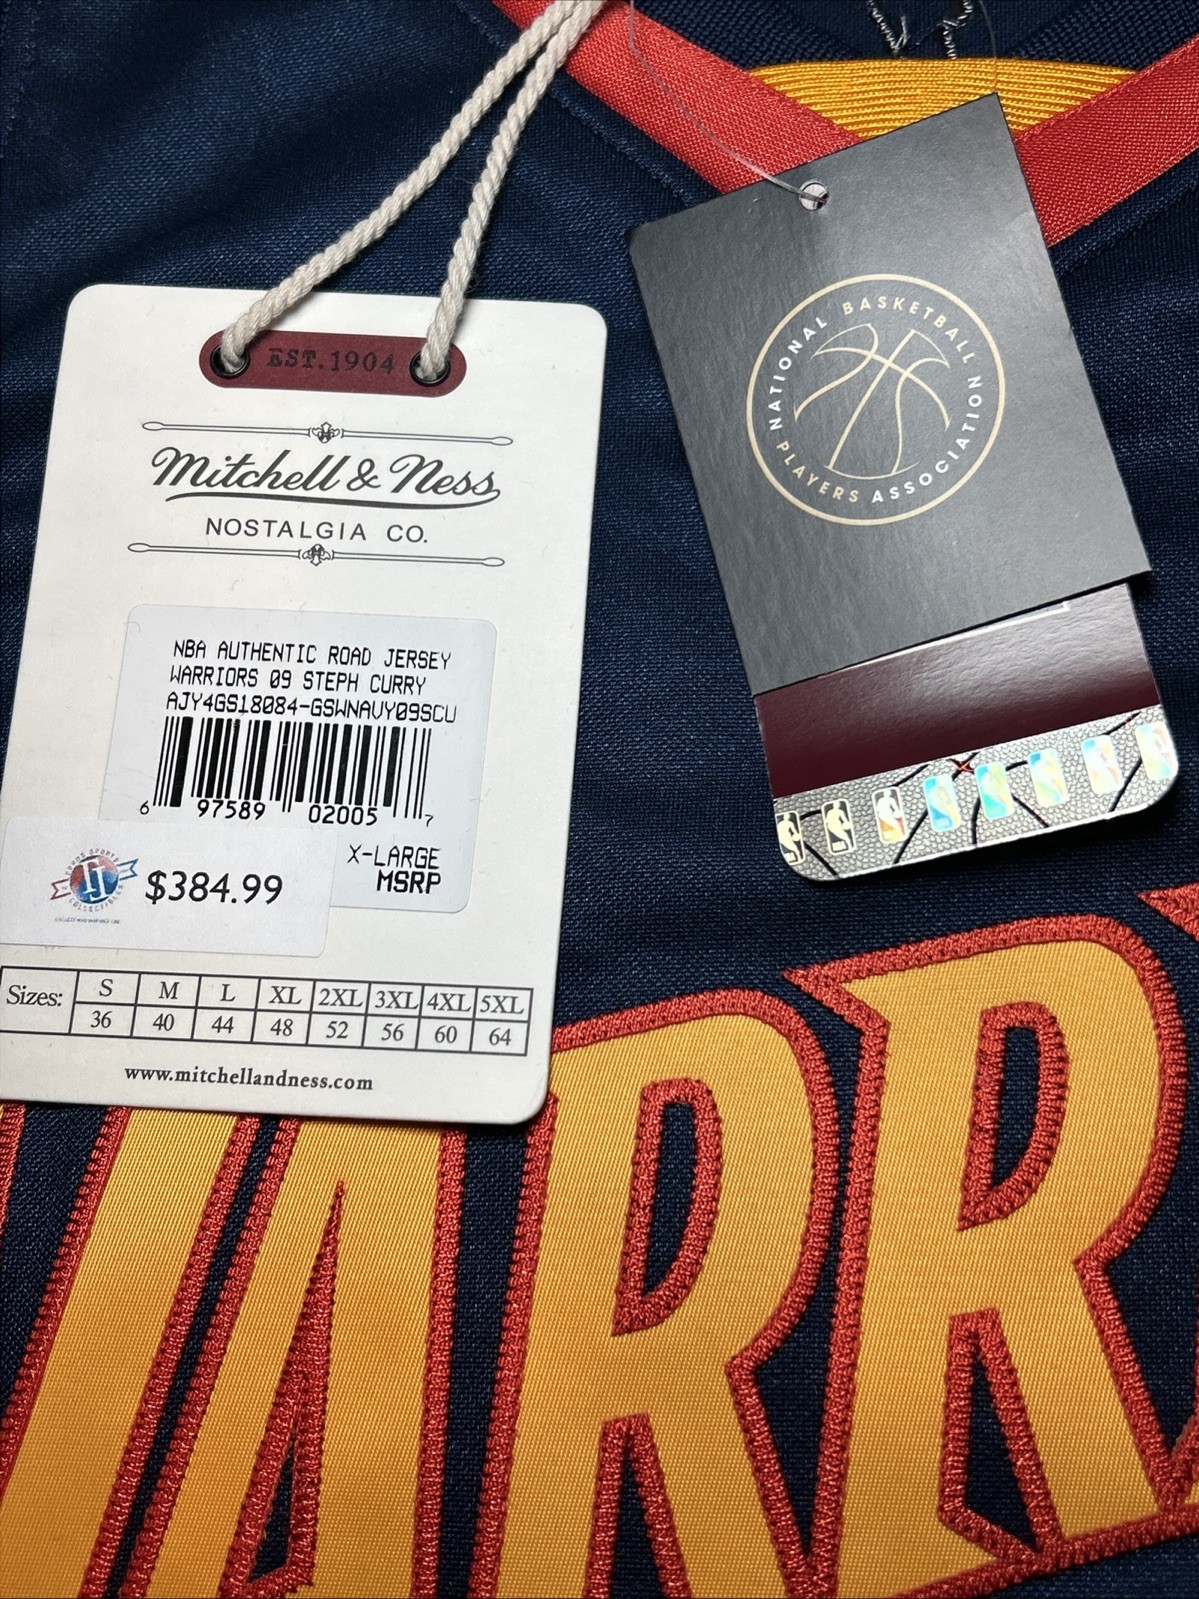 EST. 1904
Mitchell & Ness
NOSTALGIA CO.
NBA AUTHENTIC ROAD JERSEY
WARRIORS 09 STEPH CURRY
AJY4GS18084-GSWNAVY09SCU
6 97589 02005 7
X-LARGE
MSRP
$384.99
Sizes: S M L XL 2XL 3XL 4XL 5XL
36 40 44 48 52 56 60 64
www.mitchellandness.com
NATIONAL BASKETBALL
PLAYERS ASSOCIATION
ARR